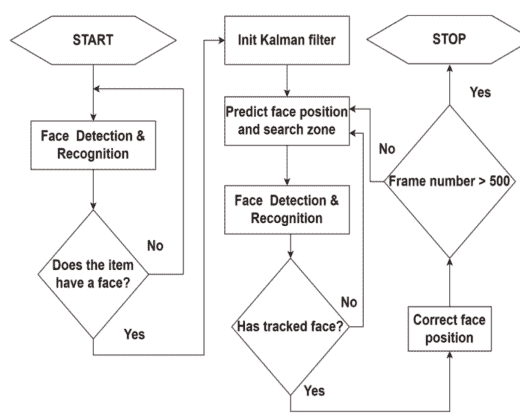 START
Face Detection &
Recognition
Does the item
have a face?
No
Yes
Init Kalman filter
Predict face position
and search zone
Face Detection &
Recognition
Has tracked face?
No
Yes
Correct face
position
Frame number > 500
No
Yes
STOP